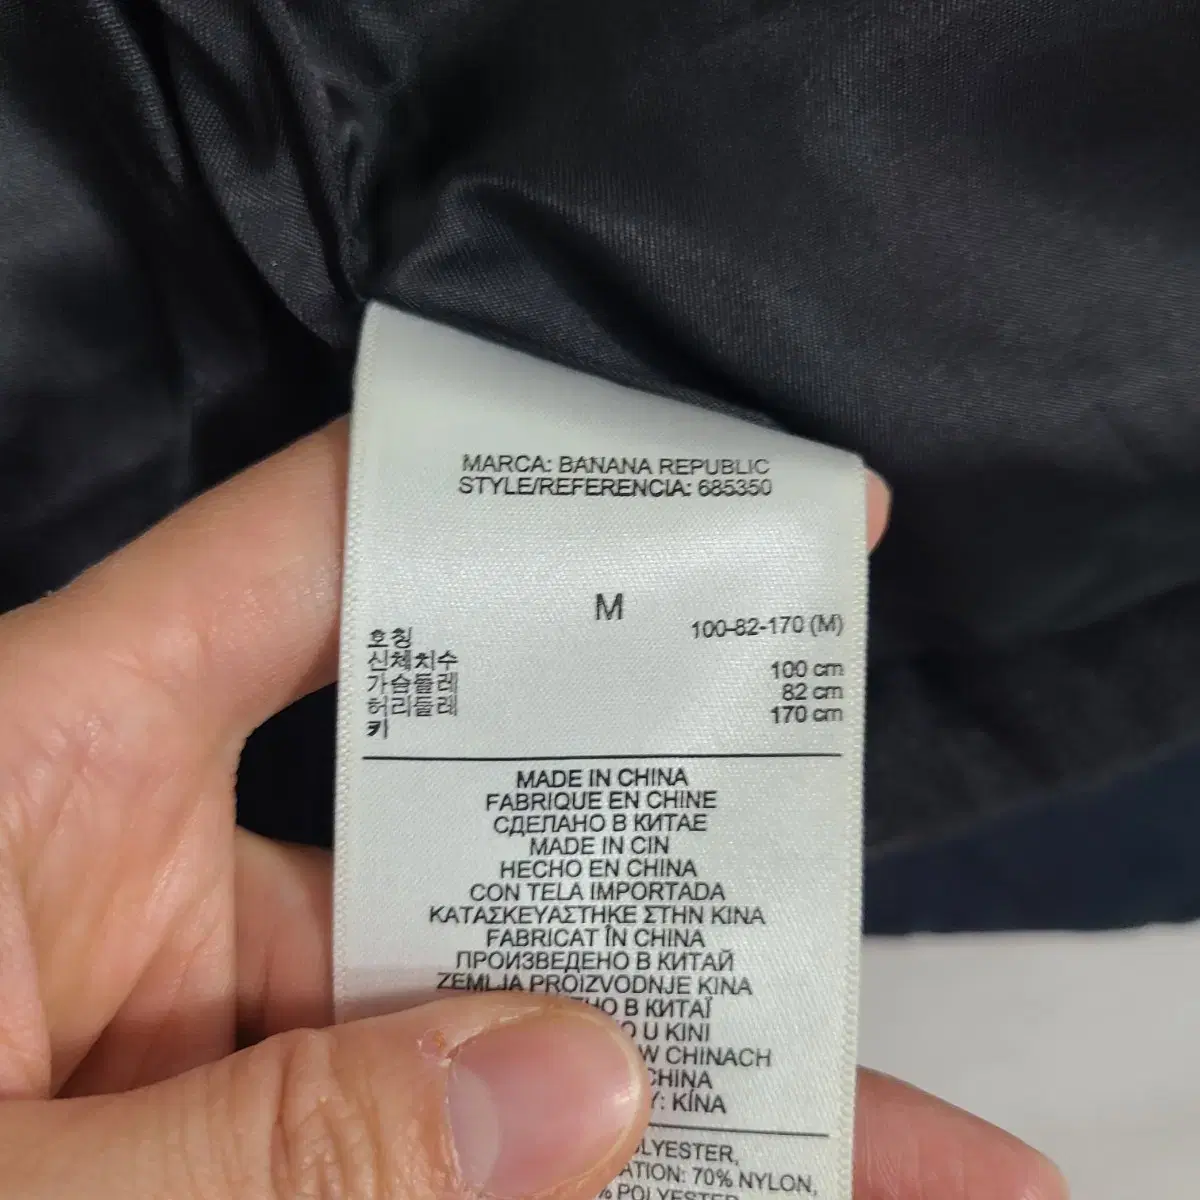 MARCA: BANANA REPUBLIC
STYLE/REFERENCIA: 685350
M
호칭 100-82-170 (M)
신체치수
가슴둘레 100 cm
허리둘레 82 cm
키 170 cm
MADE IN CHINA
FABRIQUE EN CHINE
СДЕЛАНО В КИТАЕ
MADE IN CIN
HECHO EN CHINA
CON TELA IMPORTADA
ΚΑΤΑΣΚΕΥΑΣΤΗΚΕ ΣΤΗΝ ΚΙΝΑ
FABRICAT ÎN CHINA
ПРОИЗВЕДЕНО В КИТАЙ
ZEMLJA PROIZVODNJE KINA
В КИТАЇ
U KINI
W CHINACH
CHINA
KÍNA
70% NYLON,
POLYESTER